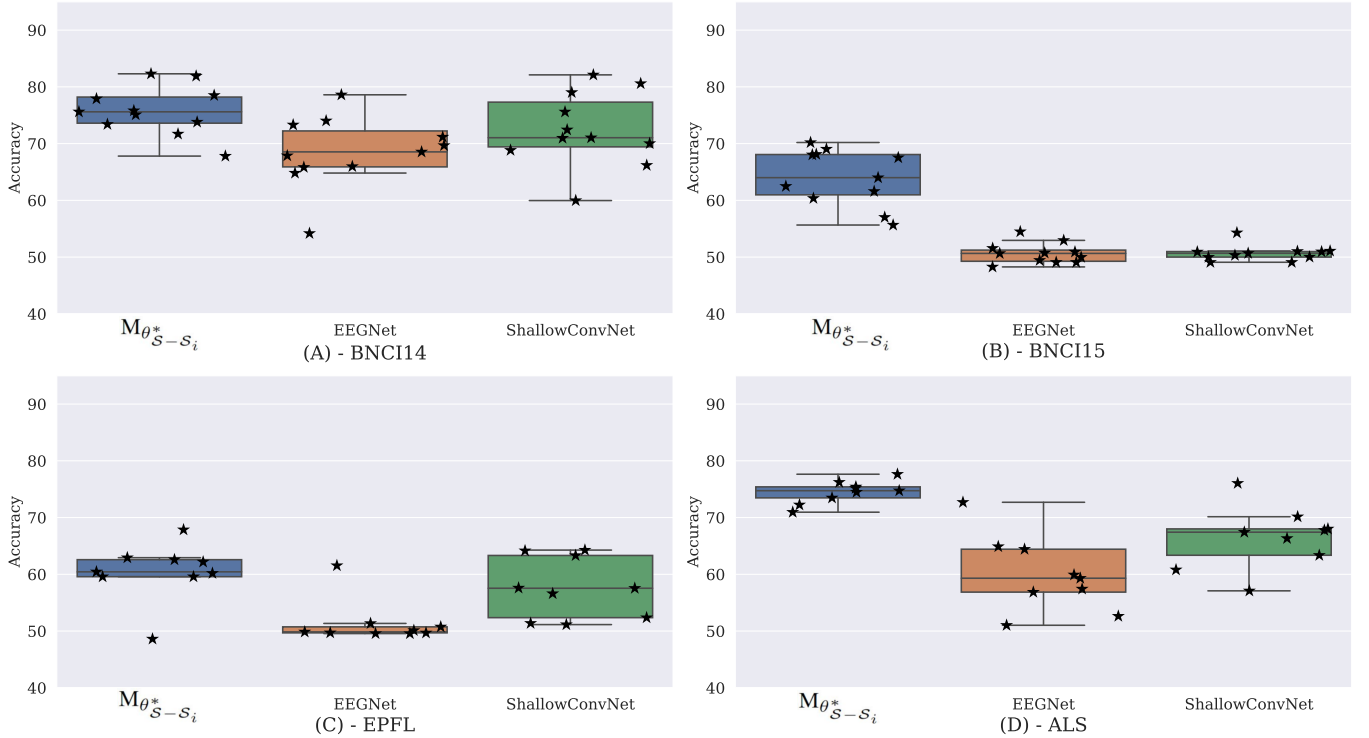 90
80
70
60
50
40
Accuracy
M_{θ*_{S−S_i}}
EEGNet
ShallowConvNet
(A) - BNCI14
90
80
70
60
50
40
Accuracy
M_{θ*_{S−S_i}}
EEGNet
ShallowConvNet
(B) - BNCI15
90
80
70
60
50
40
Accuracy
M_{θ*_{S−S_i}}
EEGNet
ShallowConvNet
(C) - EPFL
90
80
70
60
50
40
Accuracy
M_{θ*_{S−S_i}}
EEGNet
ShallowConvNet
(D) - ALS